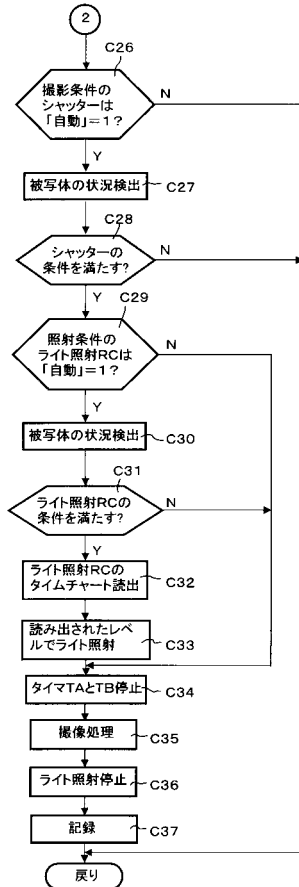 2
C26
撮影条件の
シャッターは
「自動」=1?
N
Y
被写体の状況検出
C27
C28
シャッターの
条件を満たす?
N
Y
C29
照射条件の
ライト照射RCは
「自動」=1?
N
Y
被写体の状況検出
C30
C31
ライト照射RCの
条件を満たす?
N
Y
ライト照射RCの
タイムチャート読出
C32
読み出されたレベ
ルでライト照射
C33
タイマTAとTB停止
C34
撮像処理
C35
ライト照射停止
C36
記録
C37
戻り